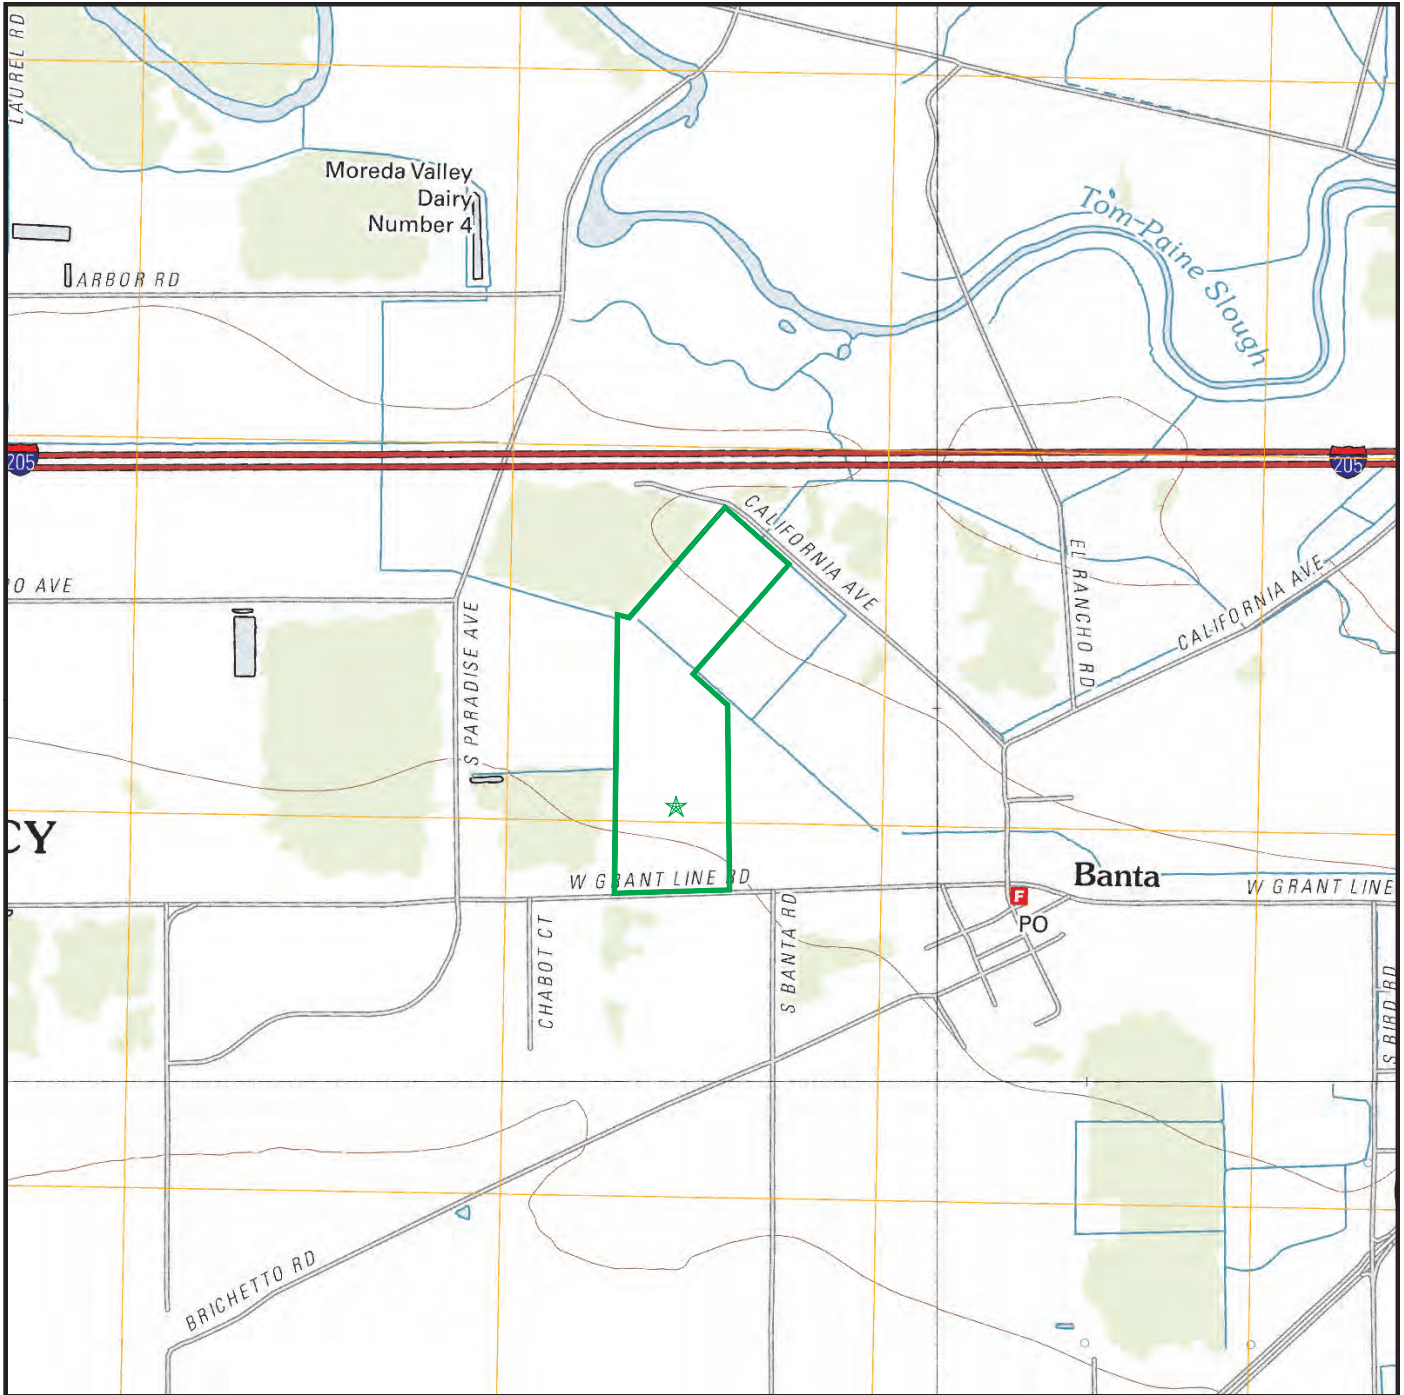 LAUREL RD
Moreda Valley
Dairy
Number 4
ARBOR RD
Tom Paine Slough
205
205
CALIFORNIA AVE
EL RANCHO RD
CALIFORNIA AVE
O AVE
S PARADISE AVE
CY
W GRANT LINE RD
Banta
W GRANT LINE
F
PO
CHABOT CT
S BANTA RD
S BIRD RD
BRICHETTO RD